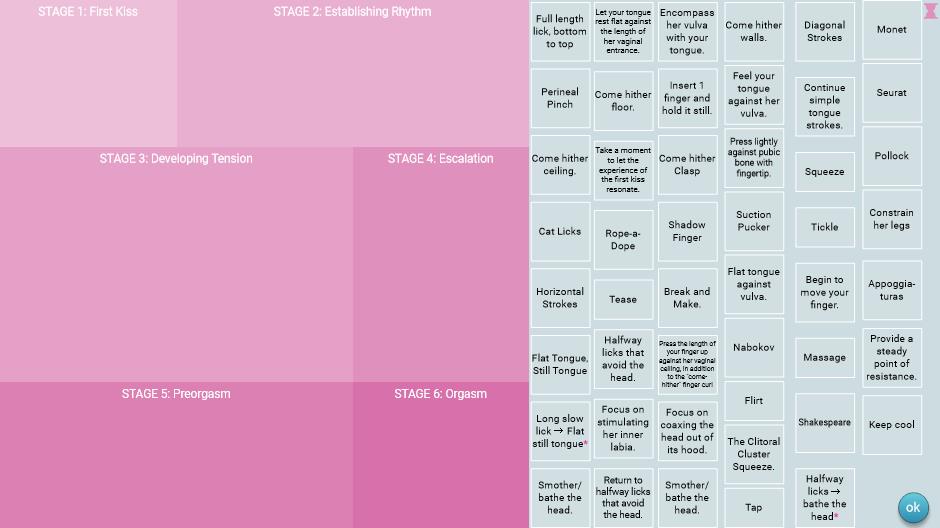 STAGE 1: First Kiss
STAGE 2: Establishing Rhythm
STAGE 3: Developing Tension
STAGE 4: Escalation
STAGE 5: Preorgasm
STAGE 6: Orgasm
Full length
lick, bottom
to top
Perineal
Pinch
Come hither
ceiling.
Cat Licks
Horizontal
Strokes
Flat Tongue,
Still Tongue
Long slow
lick → Flat
still tongue*
Smother/
bathe the
head.
Let your tongue
rest flat against
the length of
her vaginal
entrance.
Come hither
floor.
Take a moment
to let the
experience of
the first kiss
resonate.
Rope-a-
Dope
Tease
Halfway
licks that
avoid the
head.
Focus on
stimulating
her inner
labia.
Return to
halfway licks
that avoid
the head.
Encompass
her vulva
with your
tongue.
Insert 1
finger and
hold it still.
Come hither
Clasp
Shadow
Finger
Break and
Make.
Press the length of
your finger up
against her vaginal
ceiling, in addition
to the 'come-
hither' finger curl
Focus on
coaxing the
head out of
its hood.
Smother/
bathe the
head.
Come hither
walls.
Feel your
tongue
against her
vulva.
Press lightly
against pubic
bone with
fingertip.
Suction
Pucker
Flat tongue
against
vulva.
Nabokov
Flirt
The Clitoral
Cluster
Squeeze.
Tap
Diagonal
Strokes
Continue
simple
tongue
strokes.
Squeeze
Tickle
Begin to
move your
finger.
Massage
Shakespeare
Halfway
licks →
bathe the
head*
Monet
Seurat
Pollock
Constrain
her legs
Appoggia-
turas
Provide a
steady
point of
resistance.
Keep cool
ok